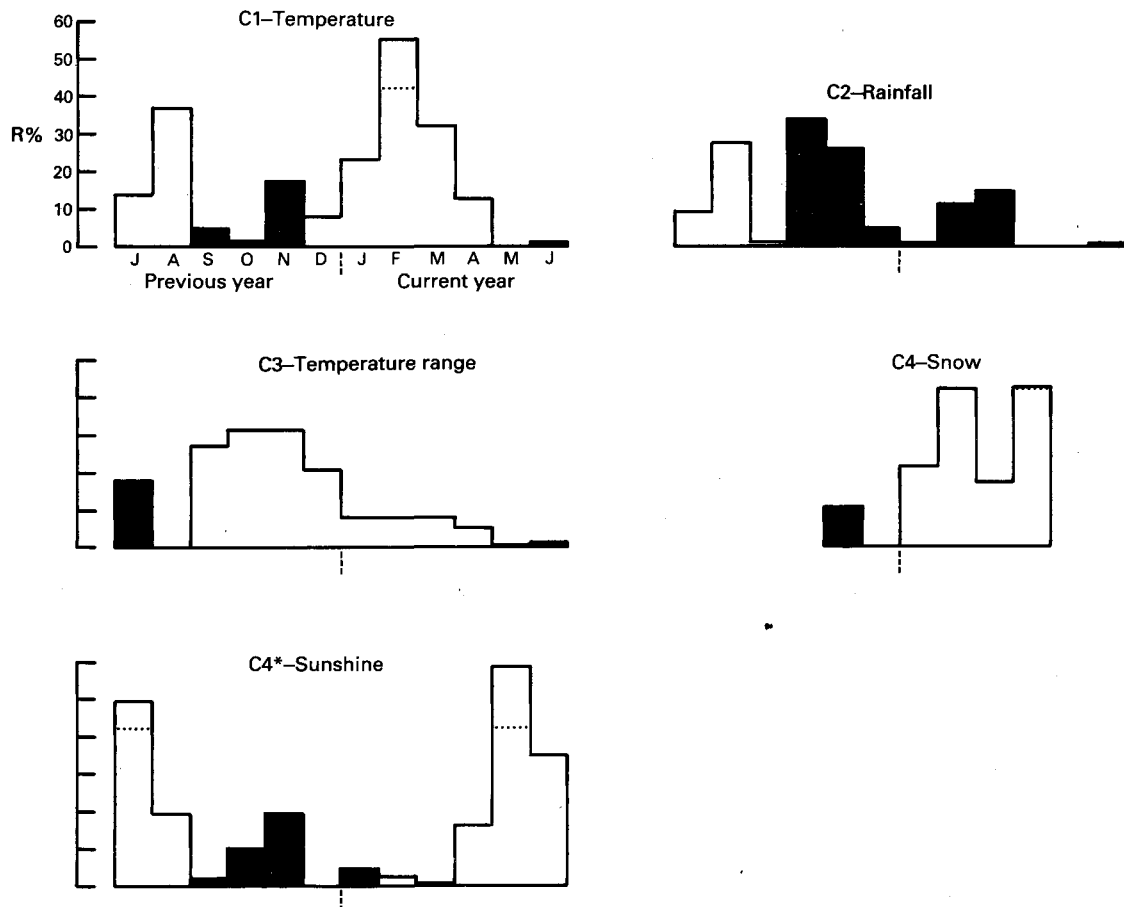 C1–Temperature
60
50
40
R% 30
20
10
0
J A S O N D J F M A M J
Previous year Current year
C2–Rainfall
C3–Temperature range
C4–Snow
C4*–Sunshine